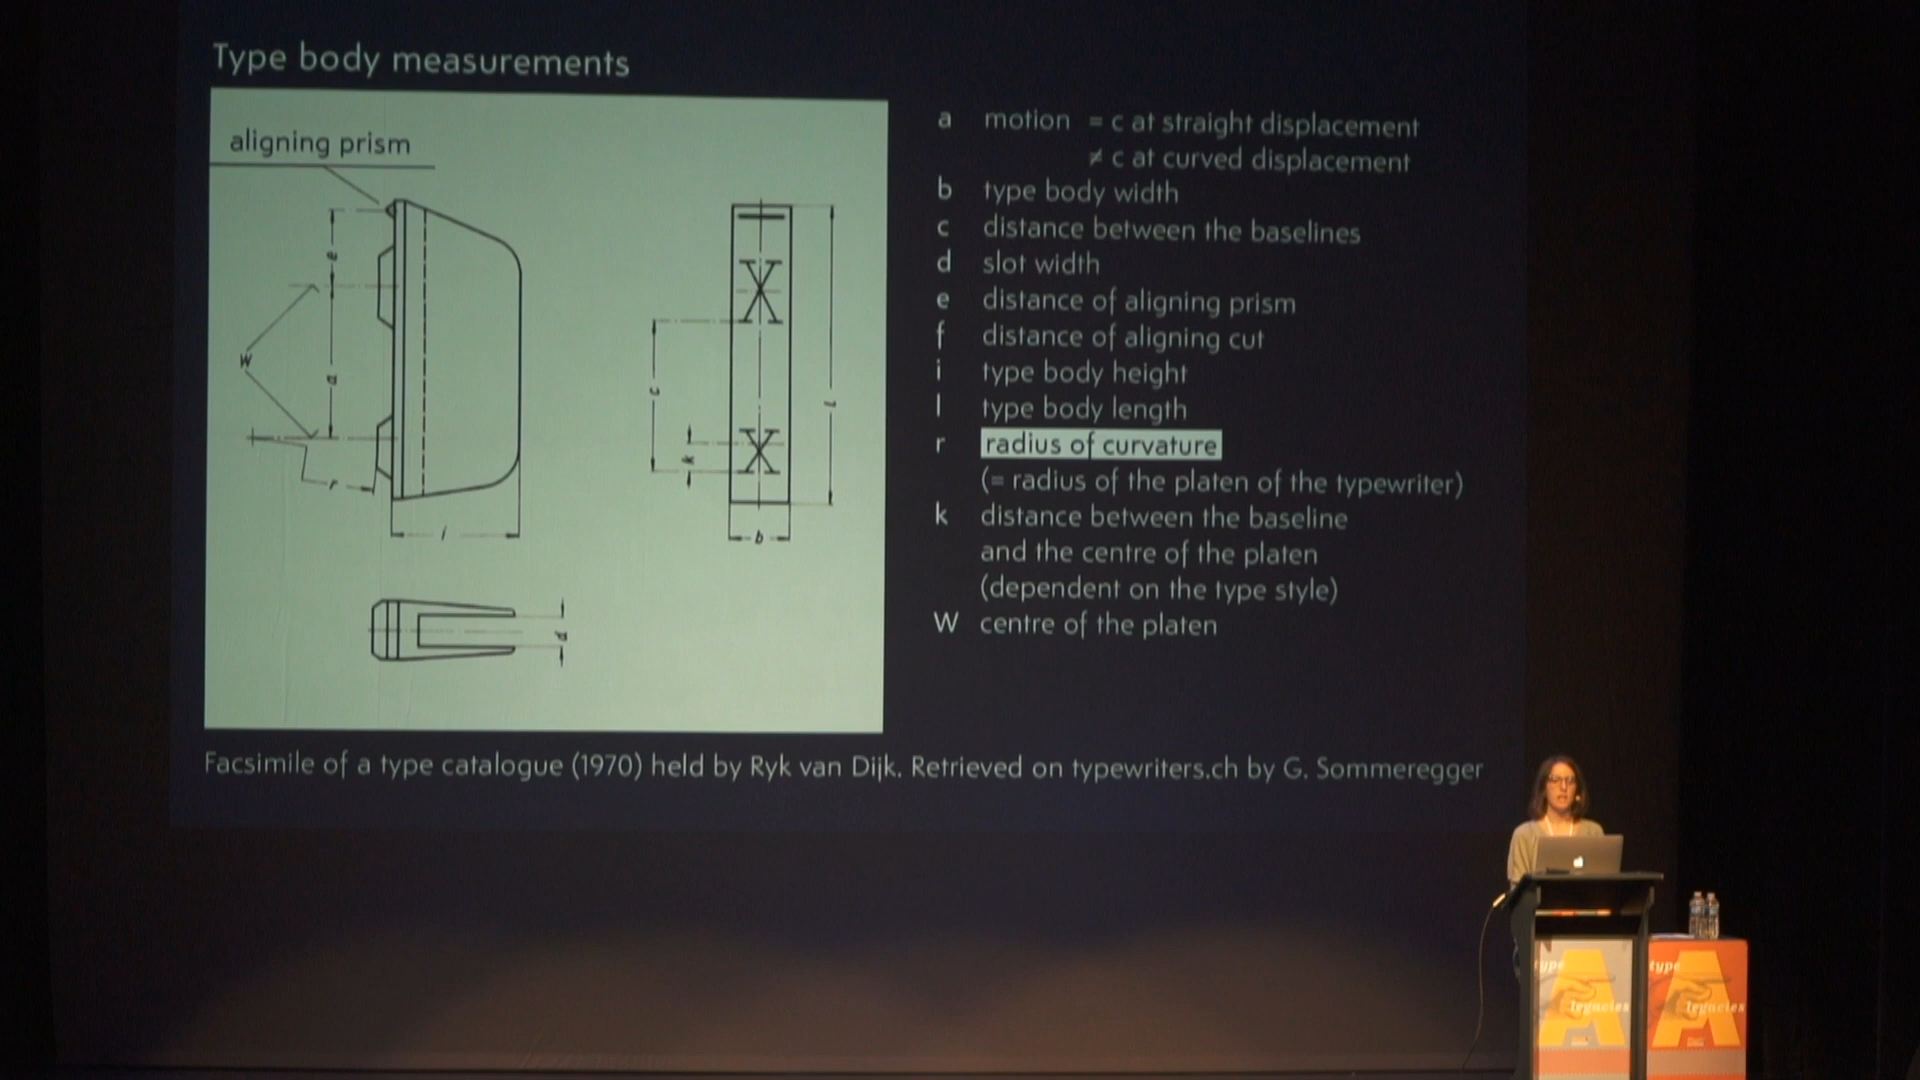 Type body measurements
aligning prism
e
W
a
r
i
c
k
l
b
d
a motion = c at straight displacement
≠ c at curved displacement
b type body width
c distance between the baselines
d slot width
e distance of aligning prism
f distance of aligning cut
i type body height
l type body length
r radius of curvature
(= radius of the platen of the typewriter)
k distance between the baseline
and the centre of the platen
(dependent on the type style)
W centre of the platen
Facsimile of a type catalogue (1970) held by Ryk van Dijk. Retrieved on typewriters.ch by G. Sommeregger
type
A
legacies
type
A
legacies